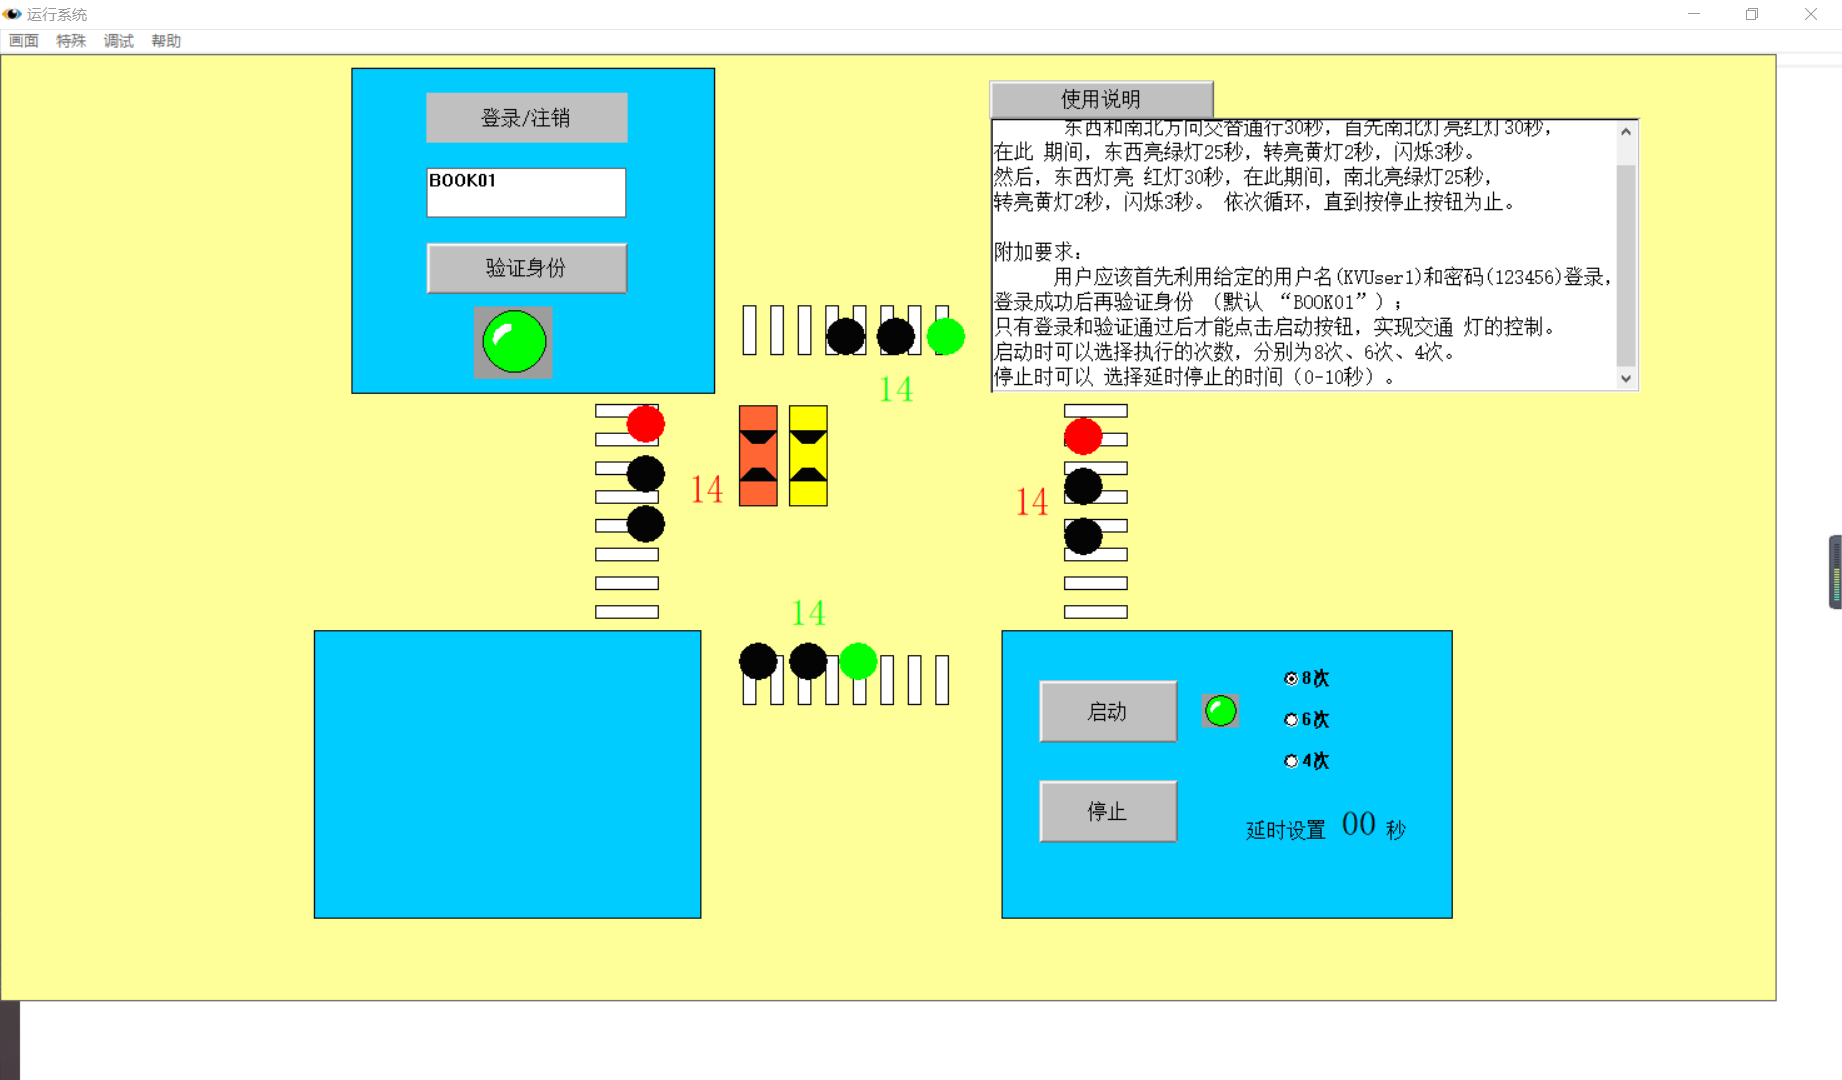 运行系统
画面 特殊 调试 帮助
登录/注销
BOOK01
验证身份
使用说明
东西和南北方向交替通行30秒，首先南北灯亮红灯30秒，
在此 期间，东西亮绿灯25秒，转亮黄灯2秒，闪烁3秒。
然后，东西灯亮 红灯30秒，在此期间，南北亮绿灯25秒，
转亮黄灯2秒，闪烁3秒。 依次循环，直到按停止按钮为止。
附加要求：
用户应该首先利用给定的用户名(KVUser1)和密码(123456)登录，
登录成功后再验证身份 （默认 “BOOK01”）；
只有登录和验证通过后才能点击启动按钮，实现交通 灯的控制。
启动时可以选择执行的次数，分别为8次、6次、4次。
停止时可以 选择延时停止的时间（0-10秒）。
14
14
14
14
启动
8次
6次
4次
停止
延时设置 00 秒